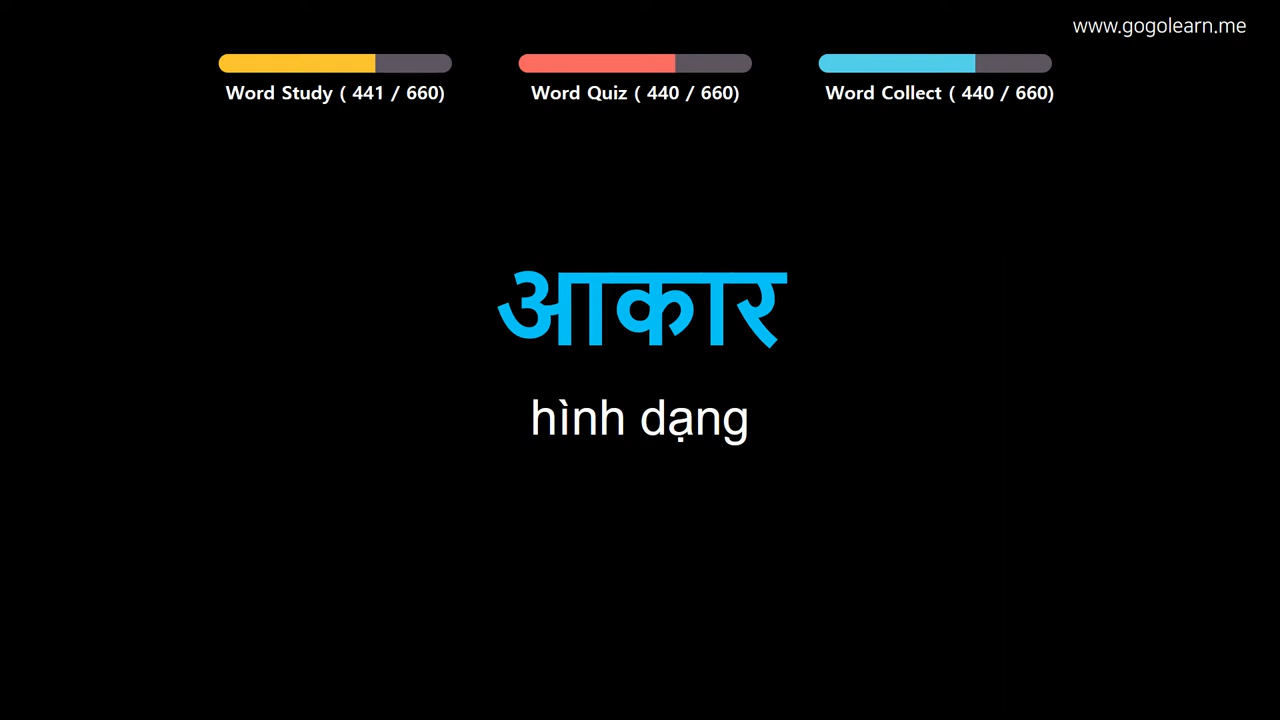 www.gogolearn.me
Word Study ( 441 / 660)
Word Quiz ( 440 / 660)
Word Collect ( 440 / 660)
आकार
hình dạng